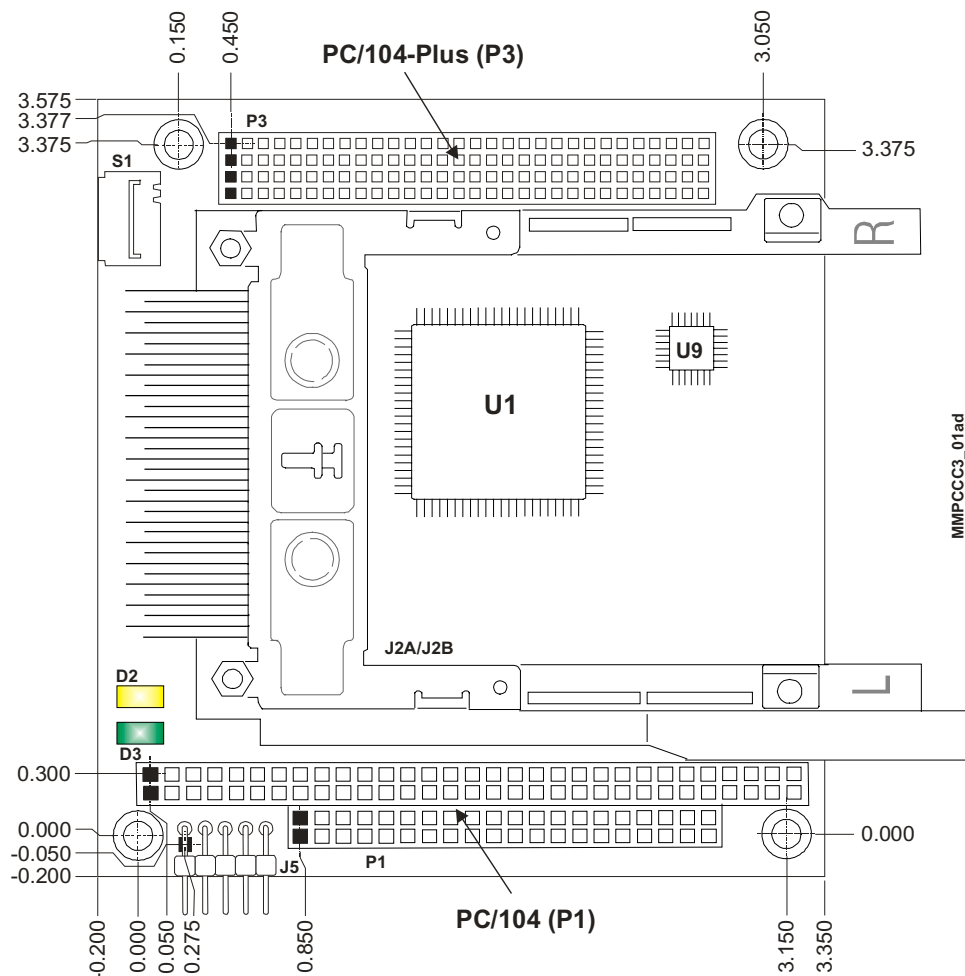 0.150
0.450
3.050
PC/104-Plus (P3)
3.575
3.377
3.375
P3
3.375
S1
R
U9
U1
MMPCCC3_01ad
J2A/J2B
D2
L
D3
0.300
0.000
-0.050
-0.200
0.000
J5
P1
PC/104 (P1)
-0.200
0.000
0.050
0.275
0.850
3.150
3.350